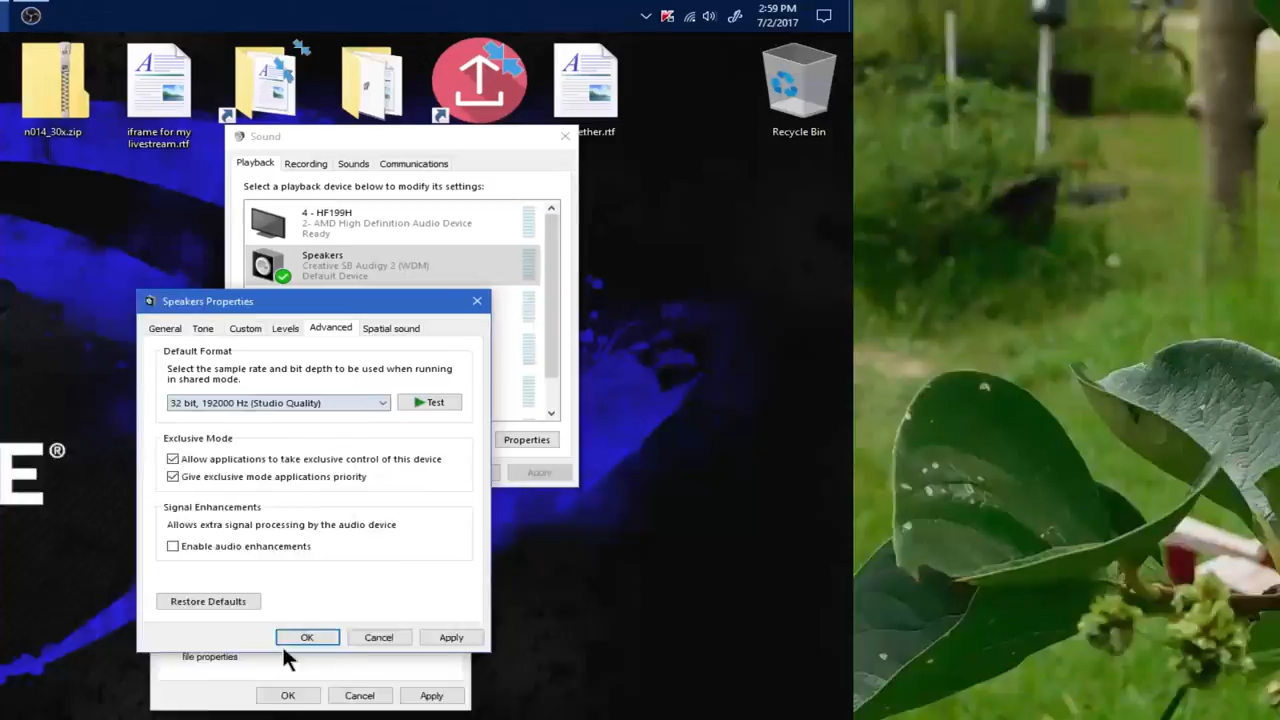 2:59 PM
7/2/2017
n014_30x.zip
iframe for my
livestream.rtf
ether.rtf
Recycle Bin
Sound
Playback
Recording
Sounds
Communications
Select a playback device below to modify its settings:
4 - HF199H
2- AMD High Definition Audio Device
Ready
Speakers
Creative SB Audigy 2 (WDM)
Default Device
Properties
Apply
Speakers Properties
General
Tone
Custom
Levels
Advanced
Spatial sound
Default Format
Select the sample rate and bit depth to be used when running
in shared mode.
32 bit, 192000 Hz (Studio Quality)
Test
Exclusive Mode
Allow applications to take exclusive control of this device
Give exclusive mode applications priority
Signal Enhancements
Allows extra signal processing by the audio device
Enable audio enhancements
Restore Defaults
OK
Cancel
Apply
file properties
OK
Cancel
Apply
E®